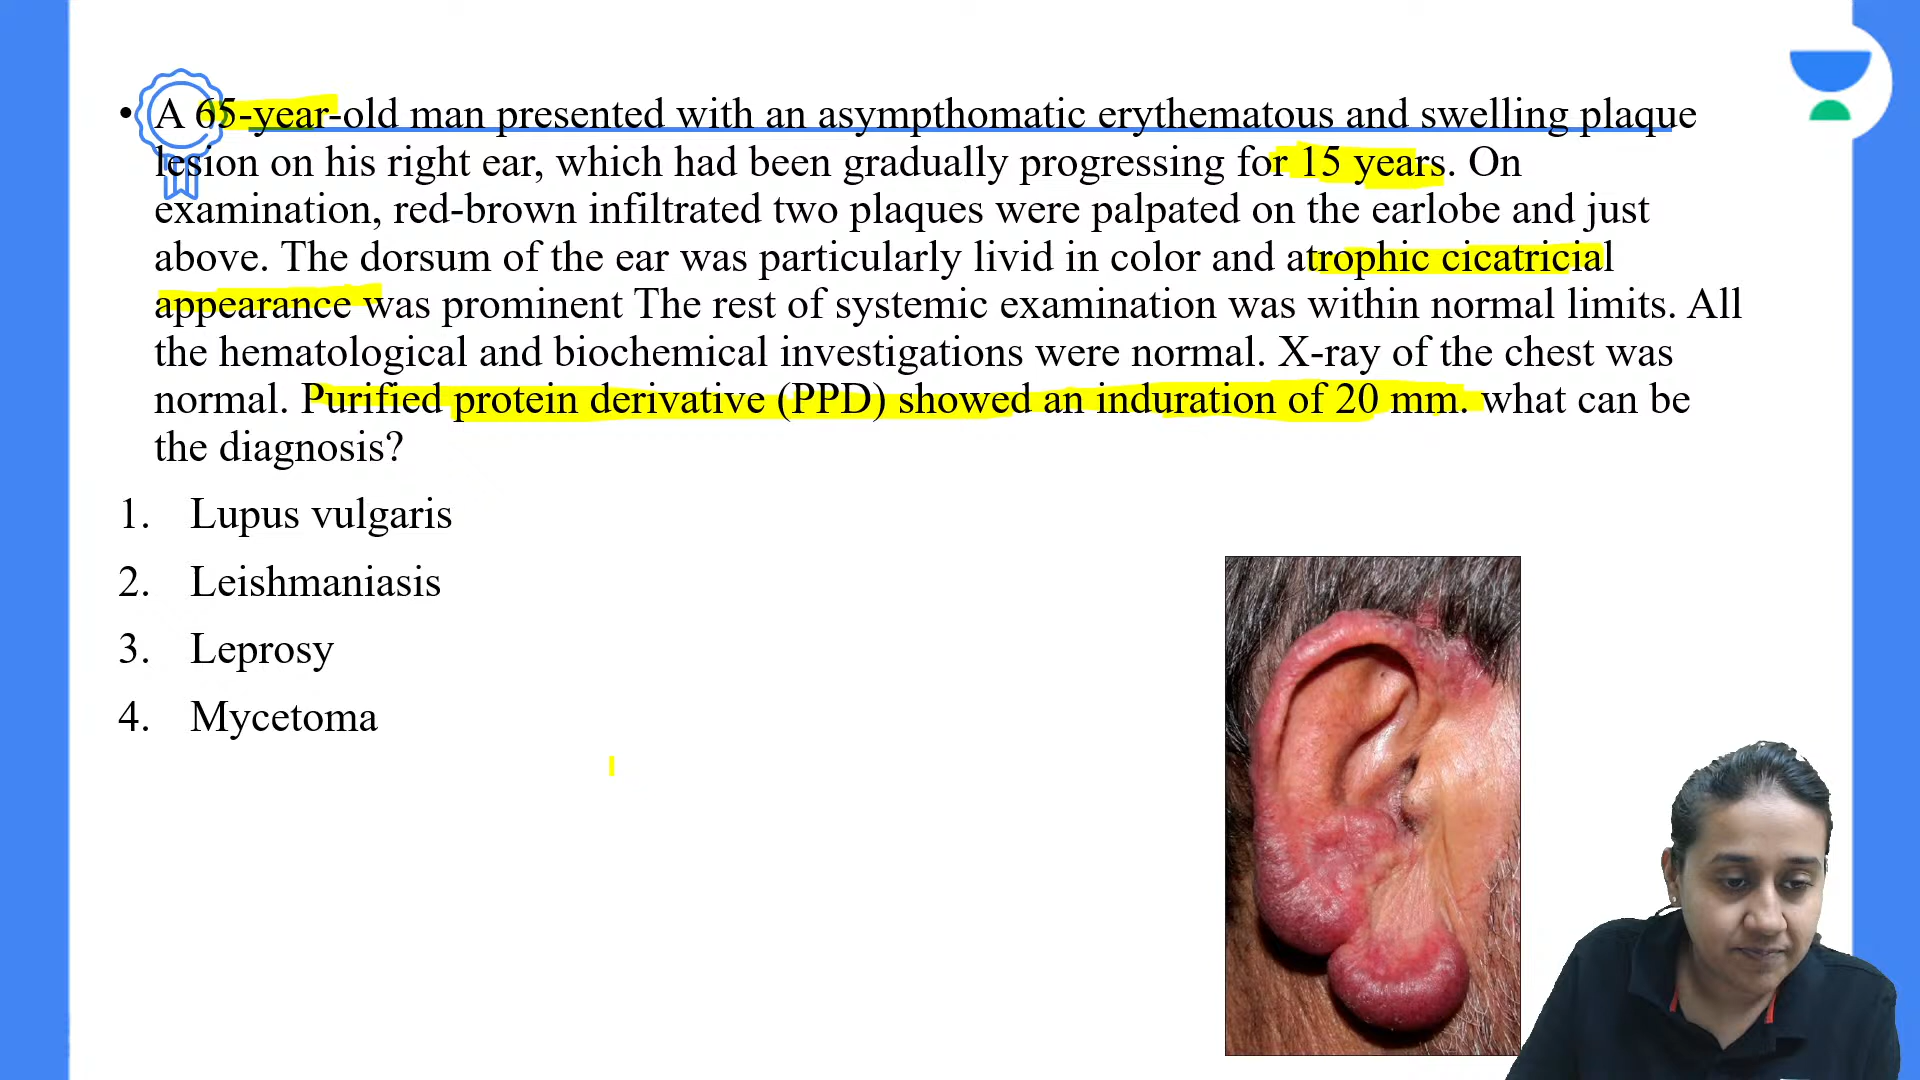 • A 65-year-old man presented with an asympthomatic erythematous and swelling plaque
lesion on his right ear, which had been gradually progressing for 15 years. On
examination, red-brown infiltrated two plaques were palpated on the earlobe and just
above. The dorsum of the ear was particularly livid in color and atrophic cicatricial
appearance was prominent The rest of systemic examination was within normal limits. All
the hematological and biochemical investigations were normal. X-ray of the chest was
normal. Purified protein derivative (PPD) showed an induration of 20 mm. what can be
the diagnosis?
1. Lupus vulgaris
2. Leishmaniasis
3. Leprosy
4. Mycetoma